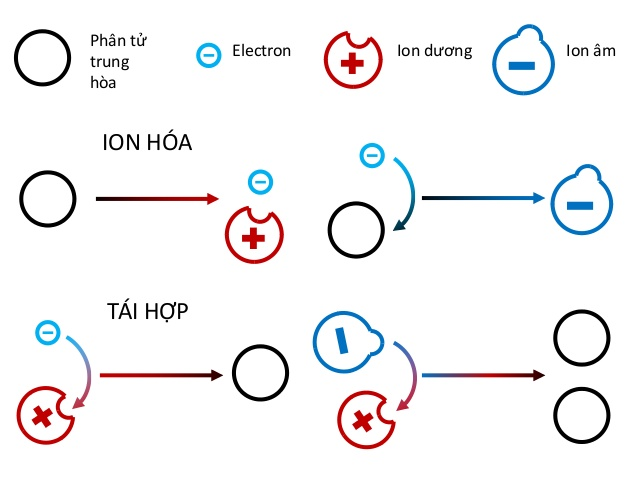 Phân tử
trung
hòa
Electron
Ion dương
Ion âm
ION HÓA
TÁI HỢP